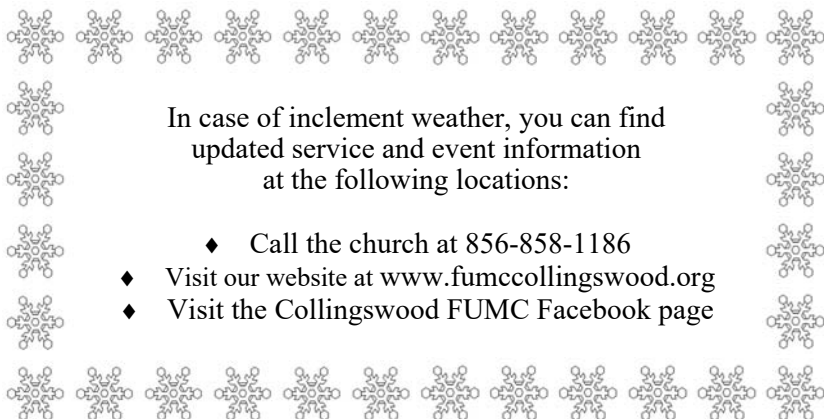 In case of inclement weather, you can find
updated service and event information
at the following locations:
♦ Call the church at 856-858-1186
♦ Visit our website at www.fumccollingswood.org
♦ Visit the Collingswood FUMC Facebook page